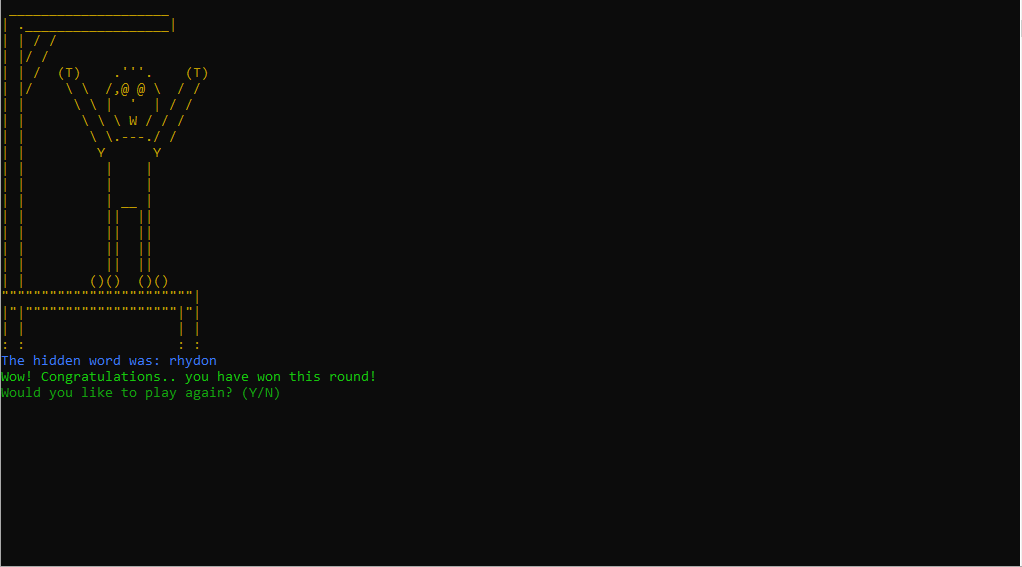 The hidden word was: rhydon
Wow! Congratulations.. you have won this round!
Would you like to play again? (Y/N)